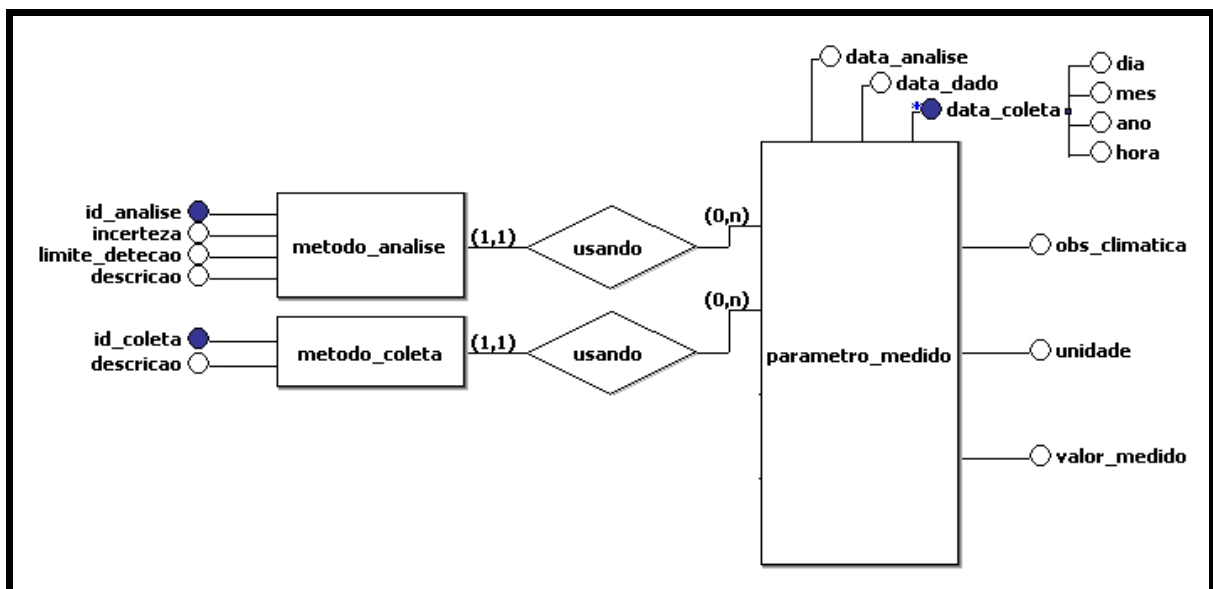 data_analise
data_dado
*data_coleta
dia
mes
ano
hora
id_analise
incerteza
limite_detecao
descricao
metodo_analise
(1,1)
usando
(0,n)
id_coleta
descricao
metodo_coleta
(1,1)
usando
(0,n)
parametro_medido
obs_climatica
unidade
valor_medido